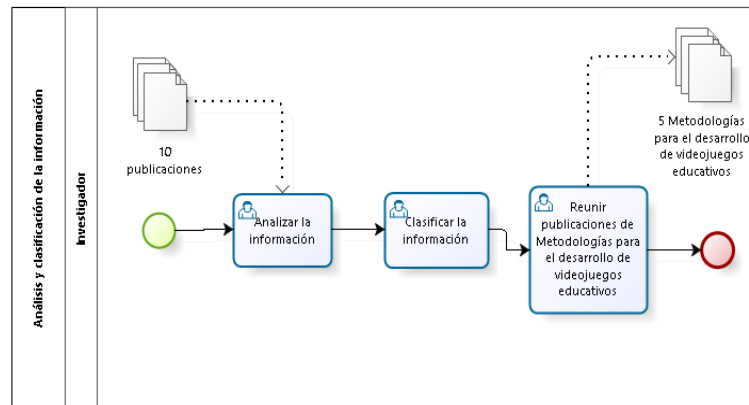 Análisis y clasificación de la información
Investigador
10
publicaciones
Analizar la
información
Clasificar la
información
Reunir
publicaciones de
Metodologías para
el desarrollo de
videojuegos
educativos
5 Metodologías
para el desarrollo
de videojuegos
educativos